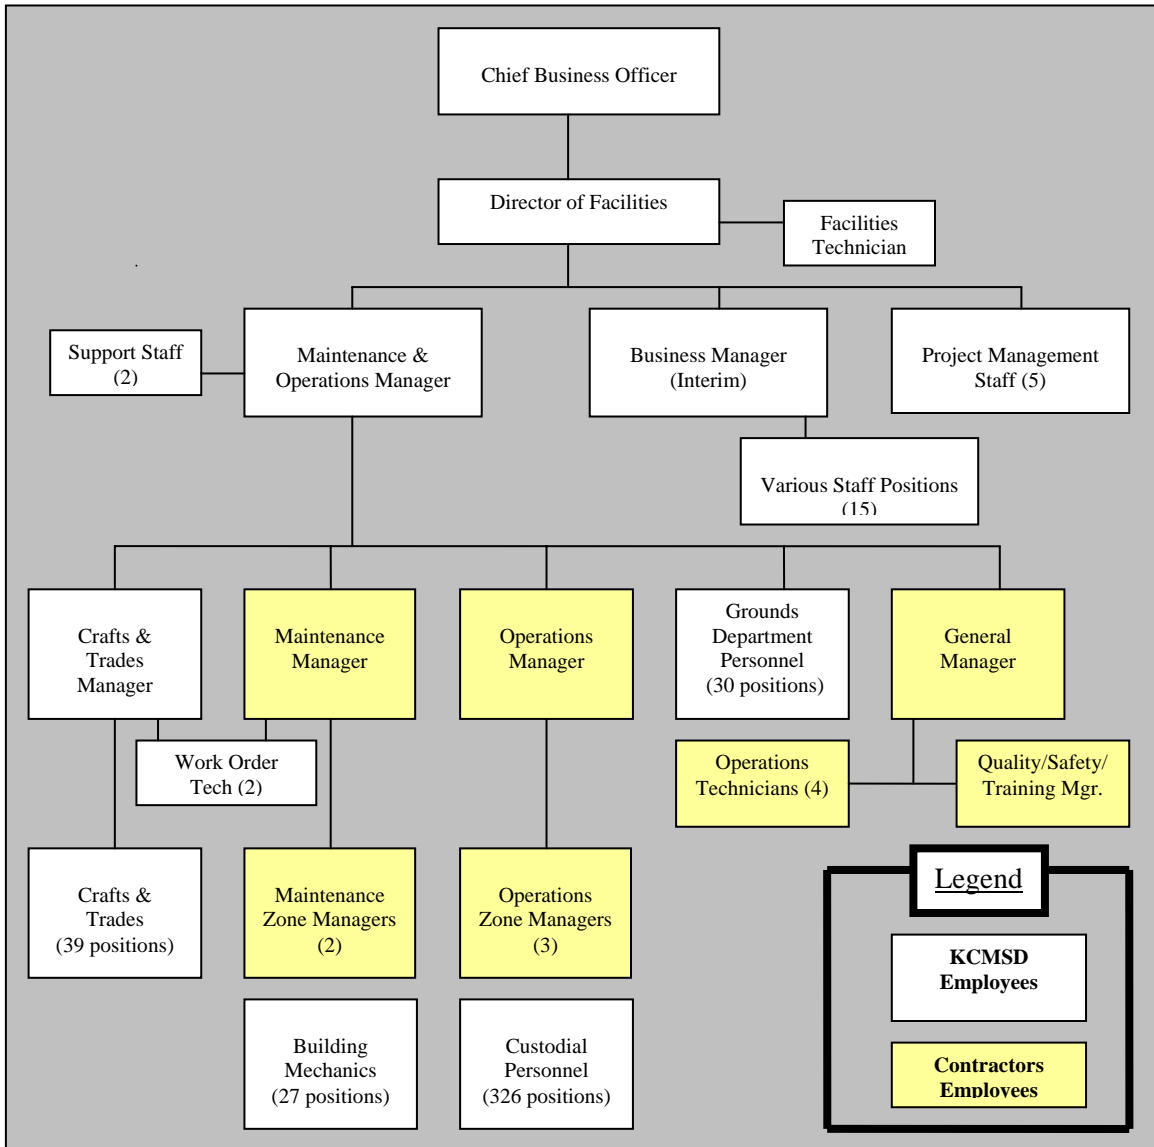 Chief Business Officer
Director of Facilities
Facilities
Technician
Support Staff
(2)
Maintenance &
Operations Manager
Business Manager
(Interim)
Project Management
Staff (5)
Various Staff Positions
(15)
Crafts &
Trades
Manager
Maintenance
Manager
Operations
Manager
Grounds
Department
Personnel
(30 positions)
General
Manager
Work Order
Tech (2)
Operations
Technicians (4)
Quality/Safety/
Training Mgr.
Crafts &
Trades
(39 positions)
Maintenance
Zone Managers
(2)
Operations
Zone Managers
(3)
Building
Mechanics
(27 positions)
Custodial
Personnel
(326 positions)
Legend
KCMSD
Employees
Contractors
Employees